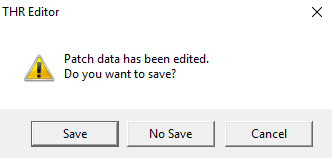 THR Editor
Patch data has been edited.
Do you want to save?
Save
No Save
Cancel